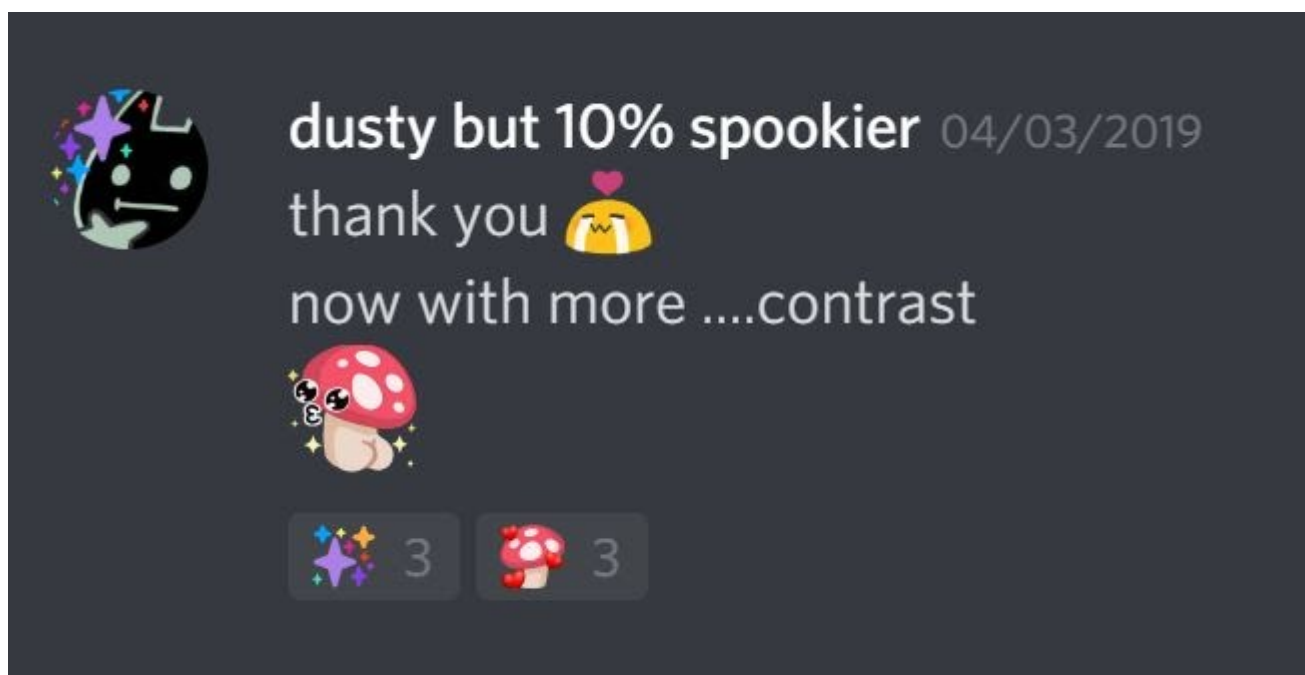 dusty but 10% spookier 04/03/2019
thank you
now with more ....contrast
3 3